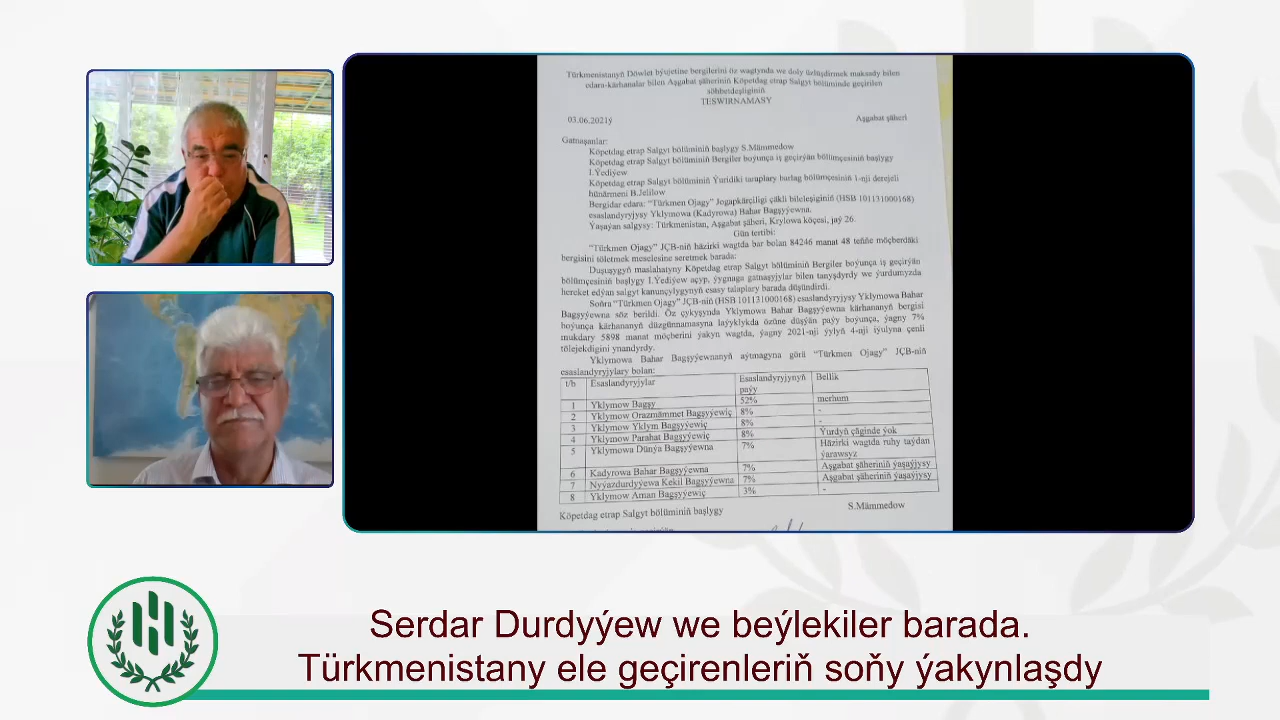 Türkmenistanyň Döwlet býujetine bergilerini öz wagtynda we doly üzlüşdirmek maksady bilen
edara-kärhanalar bilen Aşgabat şäheriniň Köpetdag etrap Salgyt bölüminde geçirilen
söhbetdeşliginiň
TESWIRNAMASY
03.06.2021ý
Aşgabat şäheri
Gatnaşanlar:
Köpetdag etrap Salgyt bölüminiň başlygy S.Mämmedow
Köpetdag etrap Salgyt bölüminiň Bergiler boýunça iş geçirýän bölümçesiniň başlygy
I.Ýediýew
Köpetdag etrap Salgyt bölüminiň Ýuridiki taraplary barlag bölümçesiniň 1-nji derejeli
hünärmeni B.Jelilow
Bergidar edara: "Türkmen Ojagy" Jogapkärçiligi çäkli bileleşiginiň (HSB 101131000168)
esaslandyryjysy Yklymowa (Kadyrowa) Bahar Bagşyýewna.
Ýaşaýan salgysy: Türkmenistan, Aşgabat şäheri, Krylowa köçesi, jaý 26.
Gün tertibi:
"Türkmen Ojagy" JÇB-niň häzirki wagtda bar bolan 84246 manat 48 teňňe möçberdäki
bergisini töletmek meselesine seretmek barada:
Duşuşygyň maslahatyny Köpetdag etrap Salgyt bölüminiň Bergiler boýunça iş geçirýän
bölümçesiniň başlygy I.Ýediýew açyp, ýygnaga gatnaşyjylar bilen tanyşdyrdy we ýurdumyzda
hereket edýän salgyt kanunçylygynyň esasy talaplary barada düşündirdi.
Soňra "Türkmen Ojagy" JÇB-niň (HSB 101131000168) esaslandyryjysy Yklymowa Bahar
Bagşyýewna söz berildi. Öz çykyşynda Yklymowa Bahar Bagşyýewna kärhananyň bergisi
boýunça kärhananyň düzgünnamasyna laýyklykda özüne düşýän paýy boýunça, ýagny 7%
mukdary 5898 manat möçberini ýakyn wagtda, ýagny 2021-nji ýylyň 4-nji iýulyna çenli
tölejekdigini ynandyrdy.
Yklymowa Bahar Bagşyýewnanyň aýtmagyna görä "Türkmen Ojagy" JÇB-niň
esaslandyryjylary bolan:
t/b Esaslandyryjylar Esaslandyryjynyň paýy Bellik
1 Yklymow Bagşy 52% merhum
2 Yklymow Orazmämmet Bagşyýewiç 8% -
3 Yklymow Yklym Bagşyýewiç 8% -
4 Yklymow Parahat Bagşyýewiç 8% Ýurdyň çäginde ýok
5 Yklymowa Dünýa Bagşyýewna 7% Häzirki wagtda ruhy taýdan ýarawsyz
6 Kadyrowa Bahar Bagşyýewna 7% Aşgabat şäheriniň ýaşaýjysy
7 Nyýazdurdyýewa Kekil Bagşyýewna 7% Aşgabat şäheriniň ýaşaýjysy
8 Yklymow Aman Bagşyýewiç 3% -
Köpetdag etrap Salgyt bölüminiň başlygy
S.Mämmedow
Serdar Durdyýew we beýlekiler barada.
Türkmenistany ele geçirenleriň soňy ýakynlaşdy